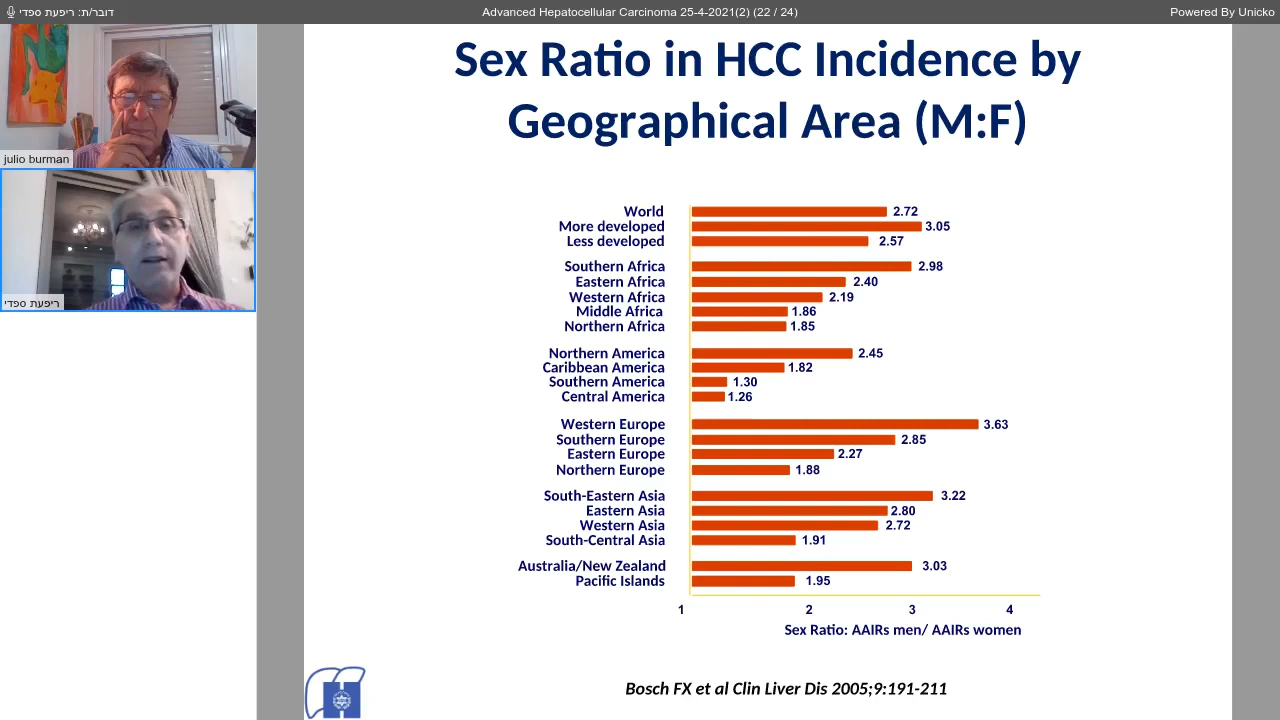 דובר/ת: ריפעת ספדי
Advanced Hepatocellular Carcinoma 25-4-2021(2) (22 / 24)
Powered By Unicko
julio burman
ריפעת ספדי
Sex Ratio in HCC Incidence by
Geographical Area (M:F)
World 2.72
More developed 3.05
Less developed 2.57
Southern Africa 2.98
Eastern Africa 2.40
Western Africa 2.19
Middle Africa 1.86
Northern Africa 1.85
Northern America 2.45
Caribbean America 1.82
Southern America 1.30
Central America 1.26
Western Europe 3.63
Southern Europe 2.85
Eastern Europe 2.27
Northern Europe 1.88
South-Eastern Asia 3.22
Eastern Asia 2.80
Western Asia 2.72
South-Central Asia 1.91
Australia/New Zealand 3.03
Pacific Islands 1.95
1 2 3 4
Sex Ratio: AAIRs men/ AAIRs women
Bosch FX et al Clin Liver Dis 2005;9:191-211